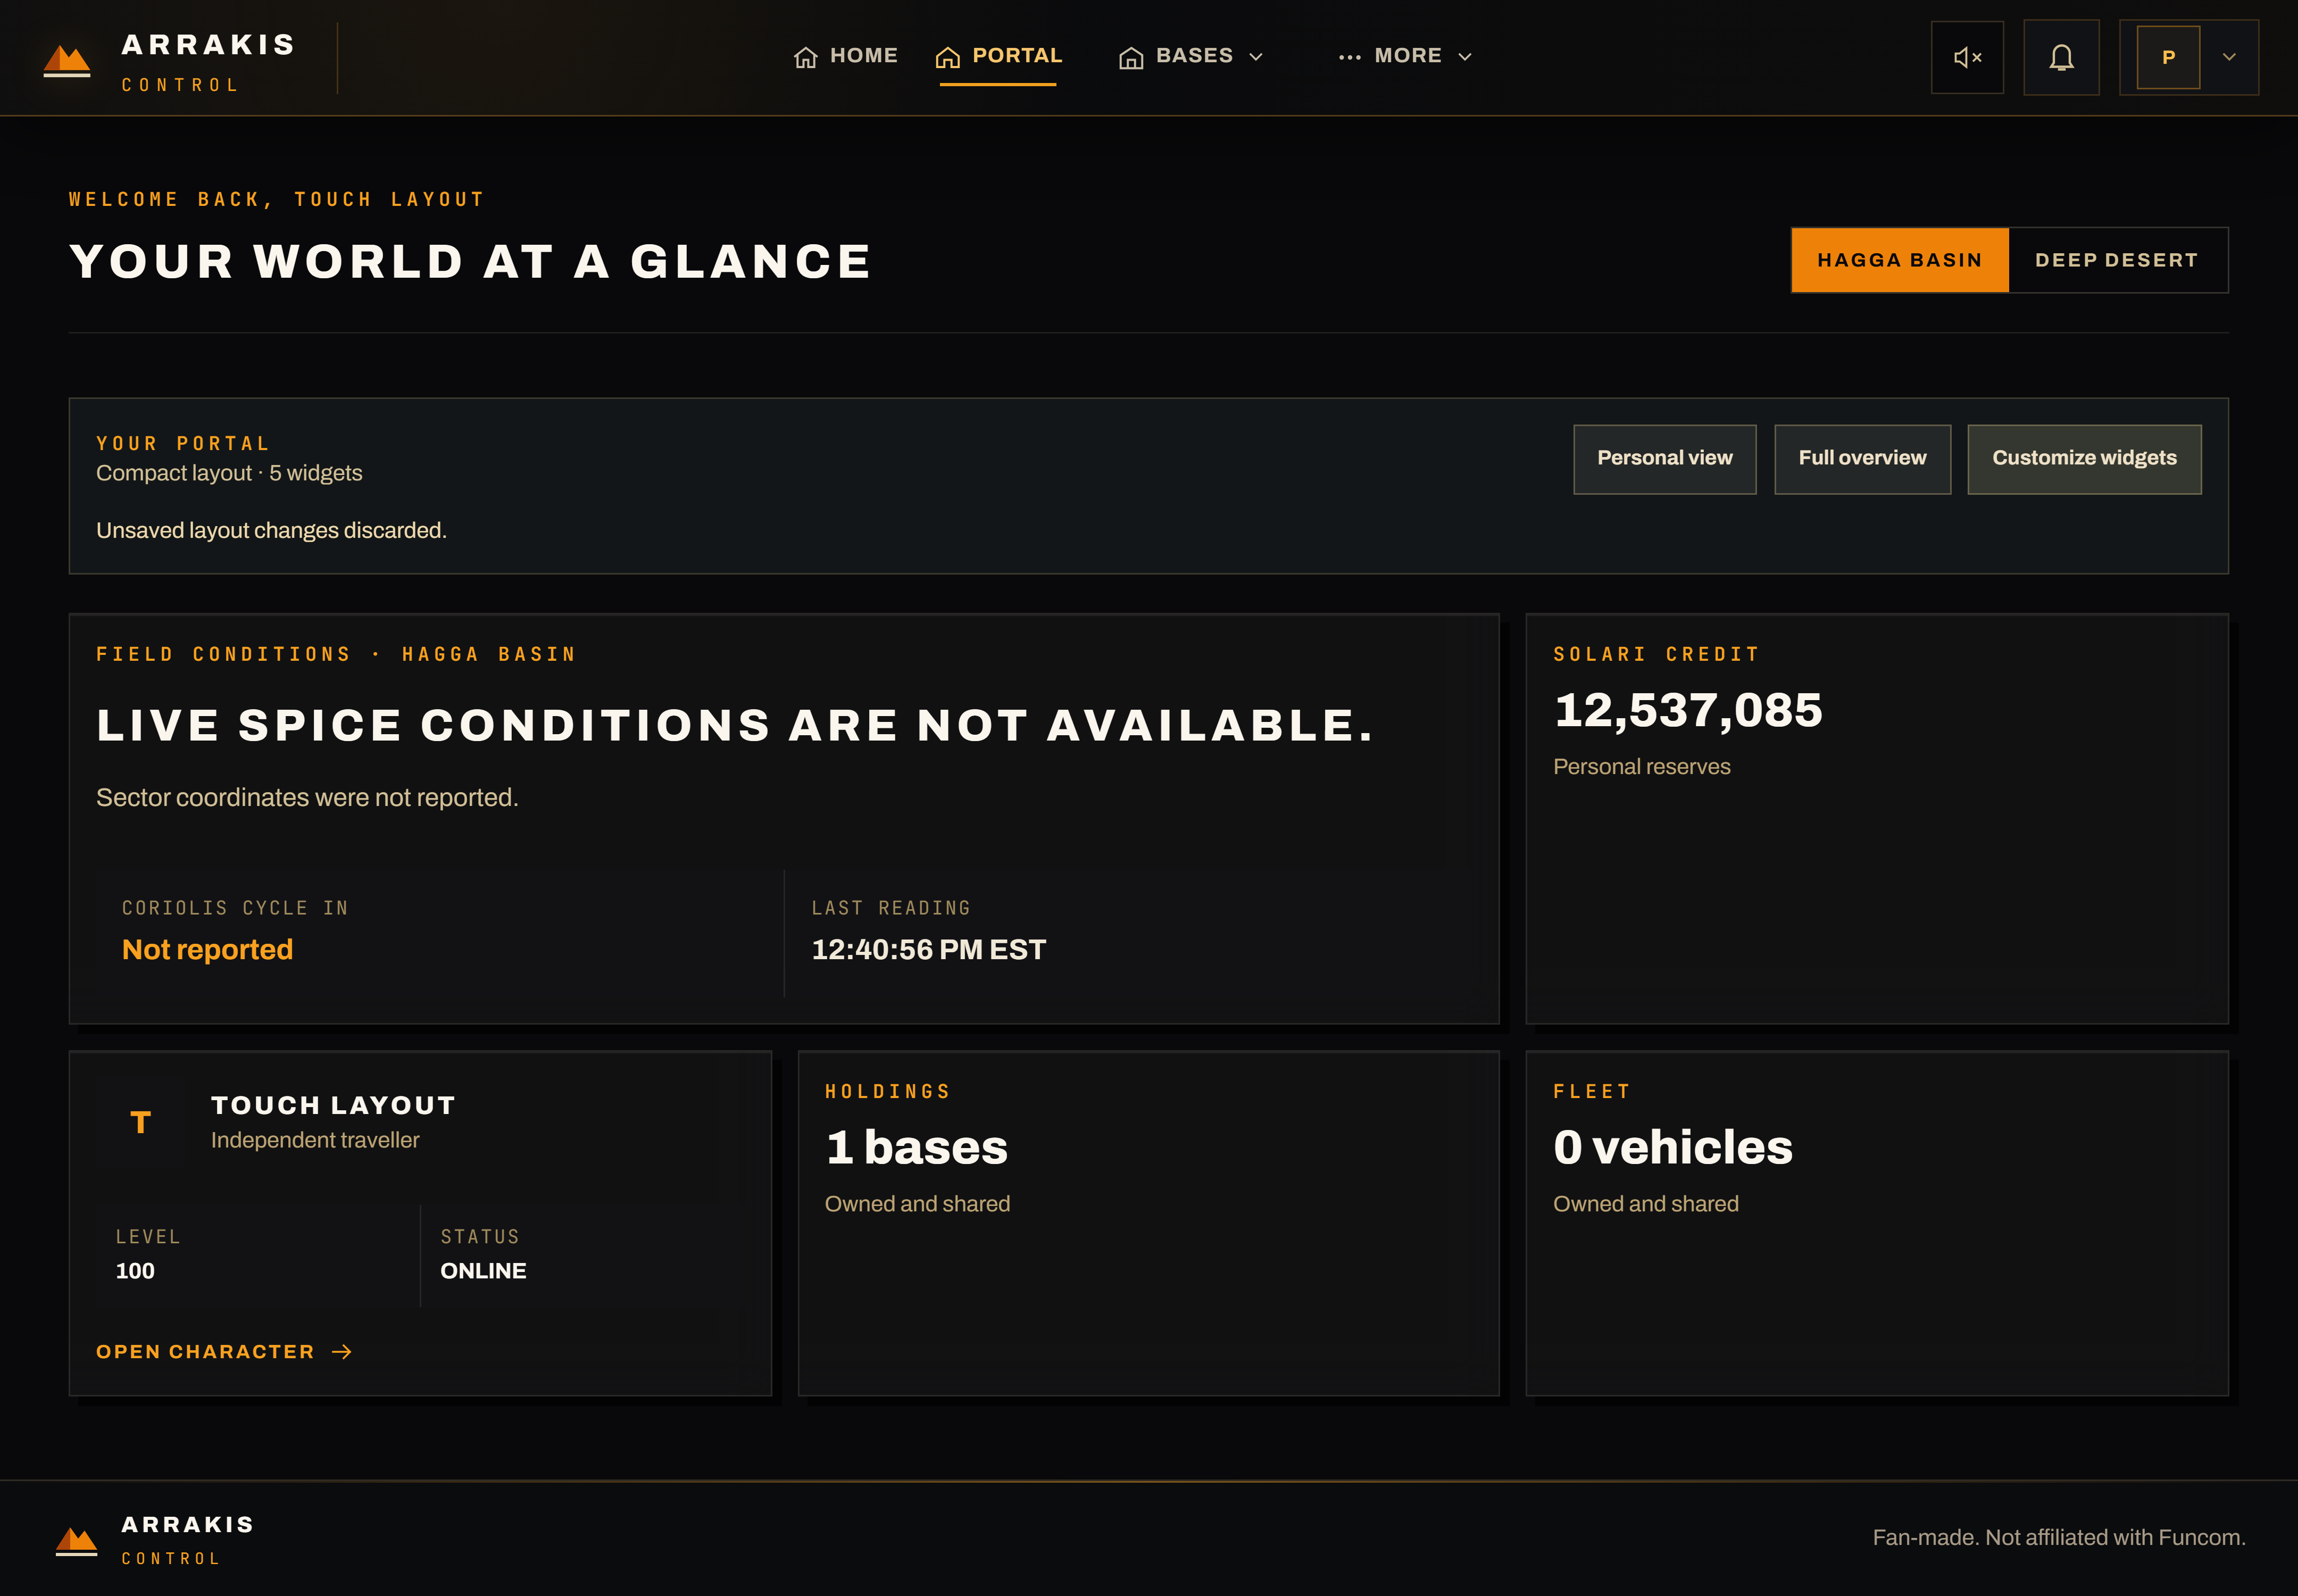 ARRAKIS
CONTROL
HOME
PORTAL
BASES
MORE
P
WELCOME BACK, TOUCH LAYOUT
YOUR WORLD AT A GLANCE
HAGGA BASIN
DEEP DESERT
YOUR PORTAL
Compact layout · 5 widgets
Unsaved layout changes discarded.
Personal view
Full overview
Customize widgets
FIELD CONDITIONS · HAGGA BASIN
LIVE SPICE CONDITIONS ARE NOT AVAILABLE.
Sector coordinates were not reported.
CORIOLIS CYCLE IN
Not reported
LAST READING
12:40:56 PM EST
SOLARI CREDIT
12,537,085
Personal reserves
T
TOUCH LAYOUT
Independent traveller
LEVEL
100
STATUS
ONLINE
OPEN CHARACTER
HOLDINGS
1 bases
Owned and shared
FLEET
0 vehicles
Owned and shared
ARRAKIS
CONTROL
Fan-made. Not affiliated with Funcom.